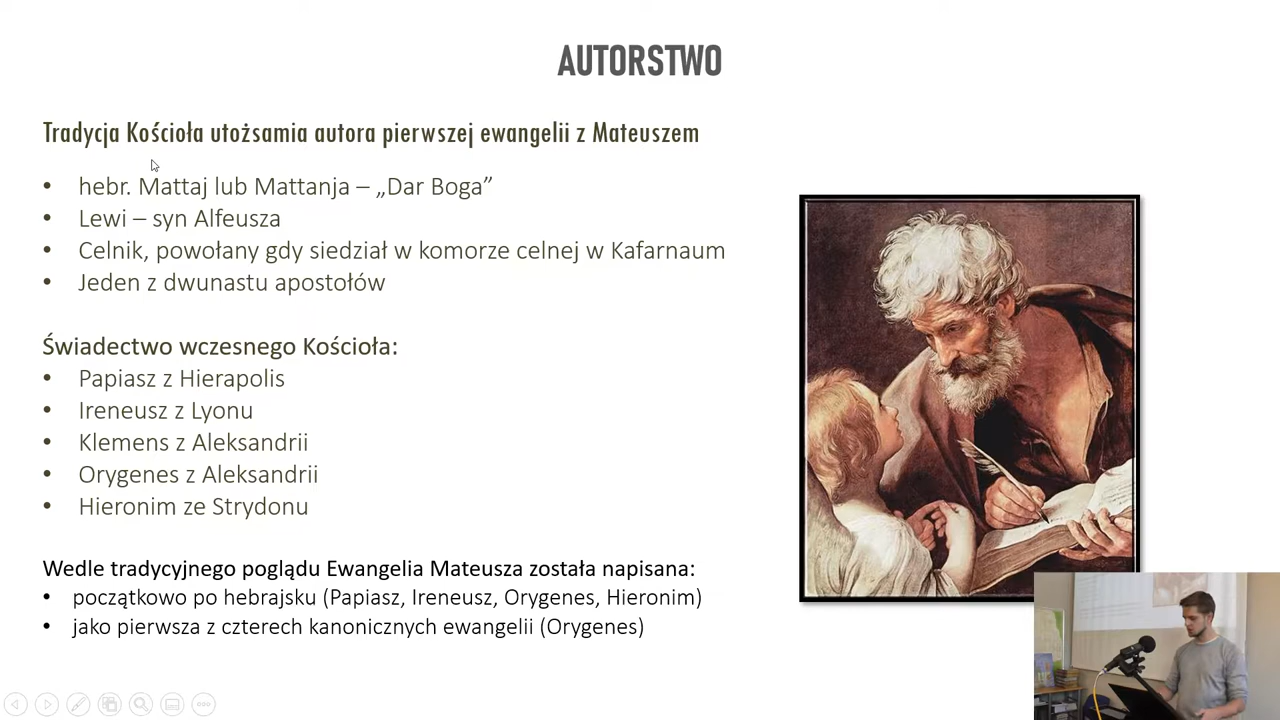 AUTORSTWO
Tradycja Kościoła utożsamia autora pierwszej ewangelii z Mateuszem
• hebr. Mattaj lub Mattanja – „Dar Boga”
• Lewi – syn Alfeusza
• Celnik, powołany gdy siedział w komorze celnej w Kafarnaum
• Jeden z dwunastu apostołów
Świadectwo wczesnego Kościoła:
• Papiasz z Hierapolis
• Ireneusz z Lyonu
• Klemens z Aleksandrii
• Orygenes z Aleksandrii
• Hieronim ze Strydonu
Wedle tradycyjnego poglądu Ewangelia Mateusza została napisana:
• początkowo po hebrajsku (Papiasz, Ireneusz, Orygenes, Hieronim)
• jako pierwsza z czterech kanonicznych ewangelii (Orygenes)